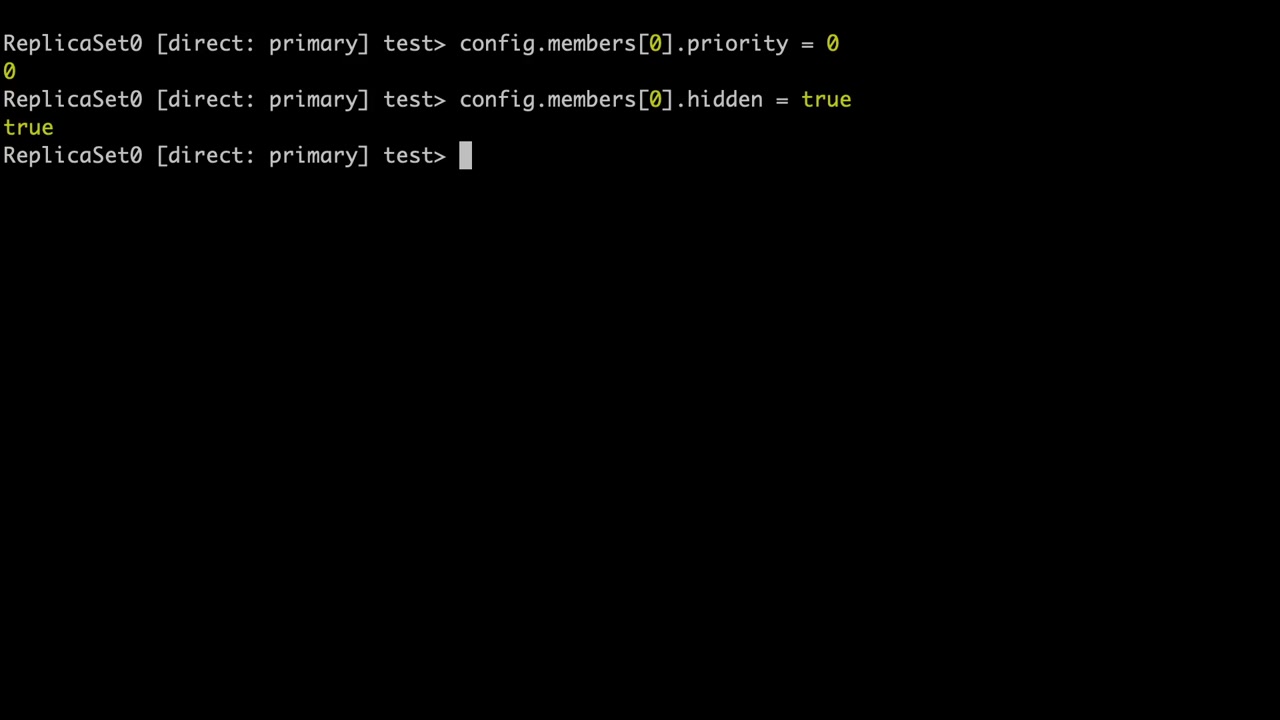 ReplicaSet0 [direct: primary] test> config.members[0].priority = 0
0
ReplicaSet0 [direct: primary] test> config.members[0].hidden = true
true
ReplicaSet0 [direct: primary] test>